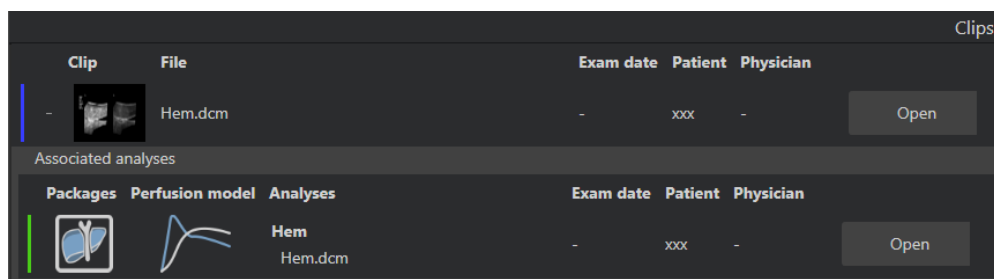 Clips
Clip File Exam date Patient Physician
- Hem.dcm - xxx - Open
Associated analyses
Packages Perfusion model Analyses Exam date Patient Physician
Hem
Hem.dcm - xxx - Open